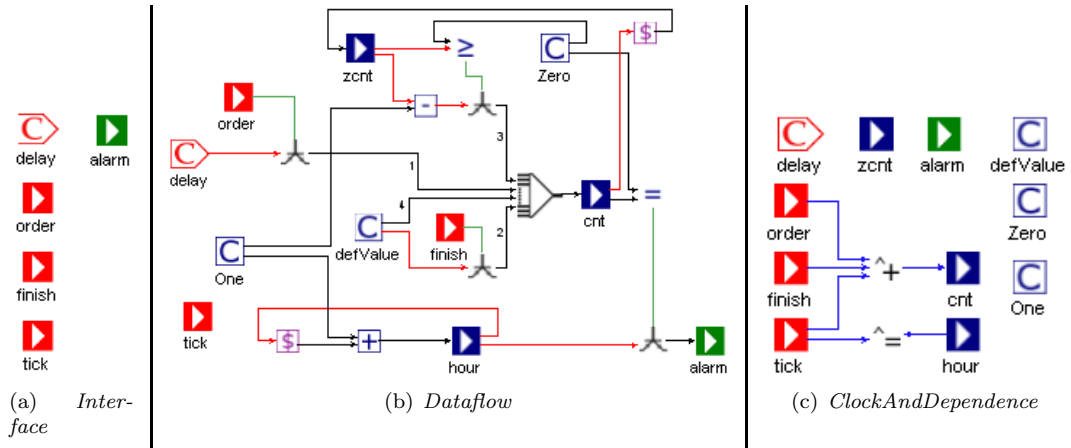 C
delay
alarm
order
finish
tick
(a) Inter-
face
$
zcnt
≥
C
Zero
-
order
3
C
delay
1
cnt
=
4
C
defValue
finish
2
C
One
tick
$
+
hour
alarm
(b) Dataflow
C
delay
zcnt
alarm
C
defValue
order
C
Zero
finish
^+
cnt
C
One
tick
^=
hour
(c) ClockAndDependence